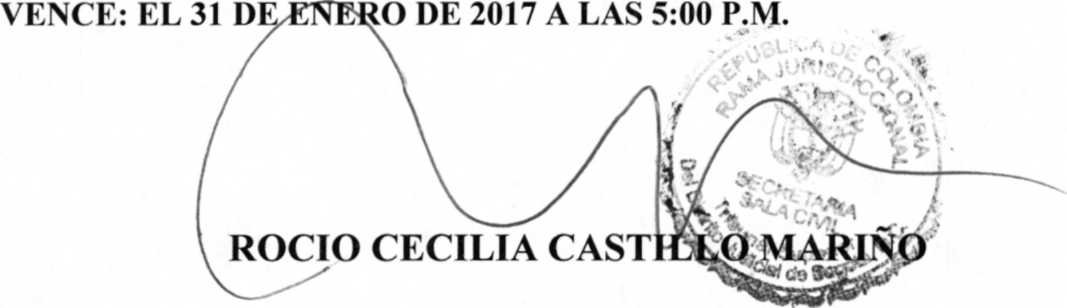 VENCE: EL 31 DE ENERO DE 2017 A LAS 5:00 P.M.
REPÚBLICA DE COLOMBIA
RAMA JURISDICCIONAL
SECRETARIA
SALA CIVIL
ROCIO CECILIA CASTILLO MARIÑO